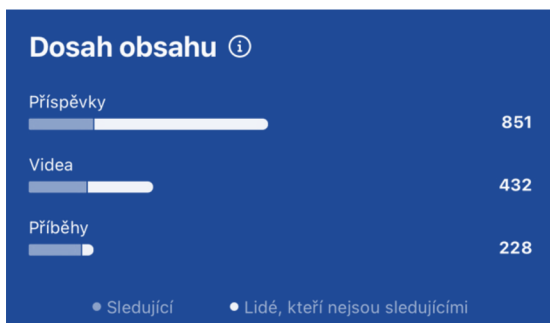 Dosah obsahu
Příspěvky
851
Videa
432
Příběhy
228
Sledující
Lidé, kteří nejsou sledujícími